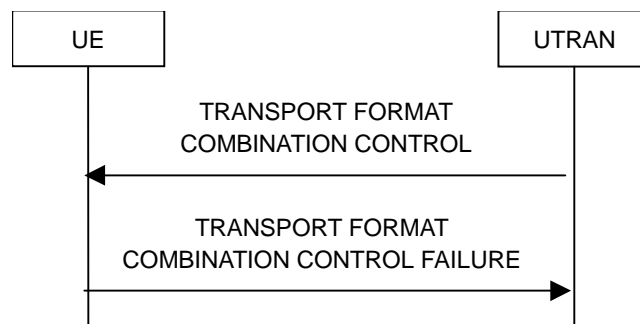 UE
UTRAN
TRANSPORT FORMAT
COMBINATION CONTROL
TRANSPORT FORMAT
COMBINATION CONTROL FAILURE